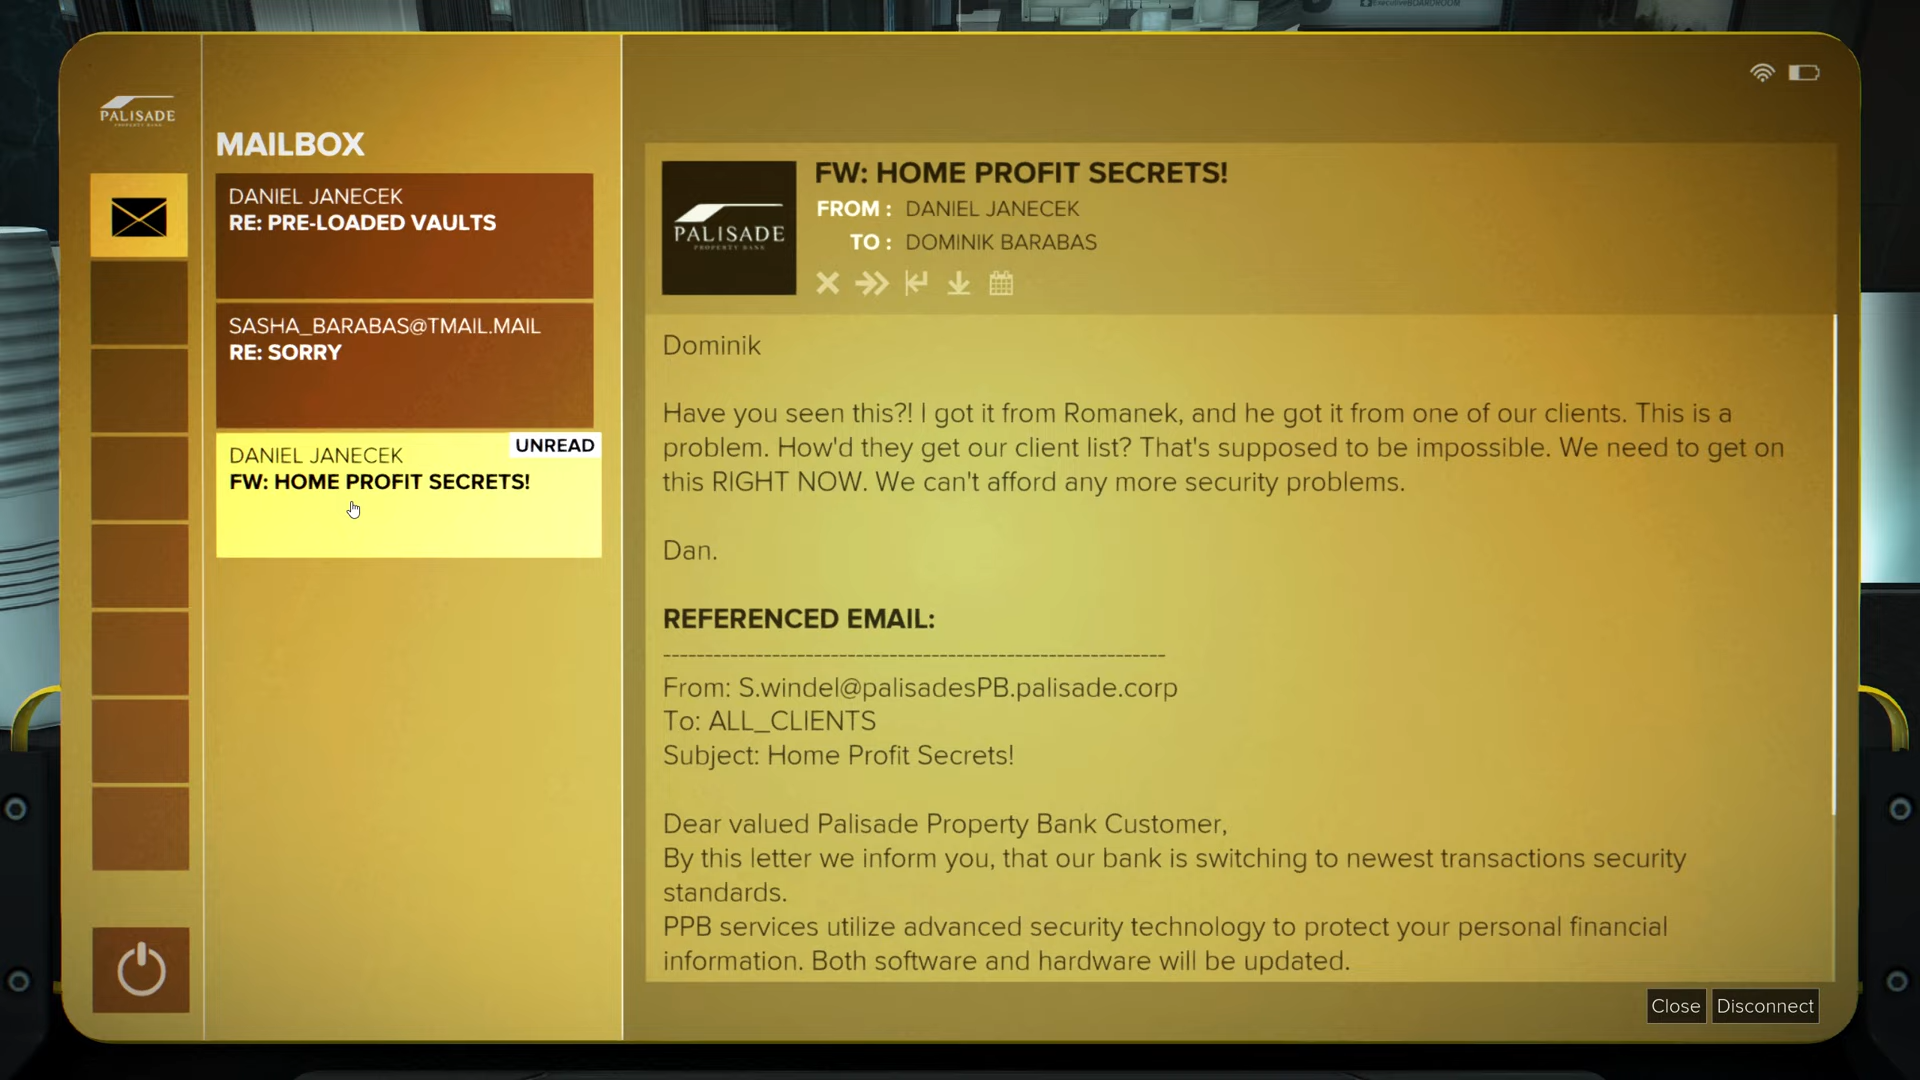 ExecutiveBOARDROOM
PALISADE
PROPERTY BANK
MAILBOX
DANIEL JANECEK
RE: PRE-LOADED VAULTS
SASHA_BARABAS@TMAIL.MAIL
RE: SORRY
UNREAD
DANIEL JANECEK
FW: HOME PROFIT SECRETS!
PALISADE
PROPERTY BANK
FW: HOME PROFIT SECRETS!
FROM : DANIEL JANECEK
TO : DOMINIK BARABAS
Dominik
Have you seen this?! I got it from Romanek, and he got it from one of our clients. This is a
problem. How'd they get our client list? That's supposed to be impossible. We need to get on
this RIGHT NOW. We can't afford any more security problems.
Dan.
REFERENCED EMAIL:
------------------------------------------------------------
From: S.windel@palisadesPB.palisade.corp
To: ALL_CLIENTS
Subject: Home Profit Secrets!
Dear valued Palisade Property Bank Customer,
By this letter we inform you, that our bank is switching to newest transactions security
standards.
PPB services utilize advanced security technology to protect your personal financial
information. Both software and hardware will be updated.
Close Disconnect